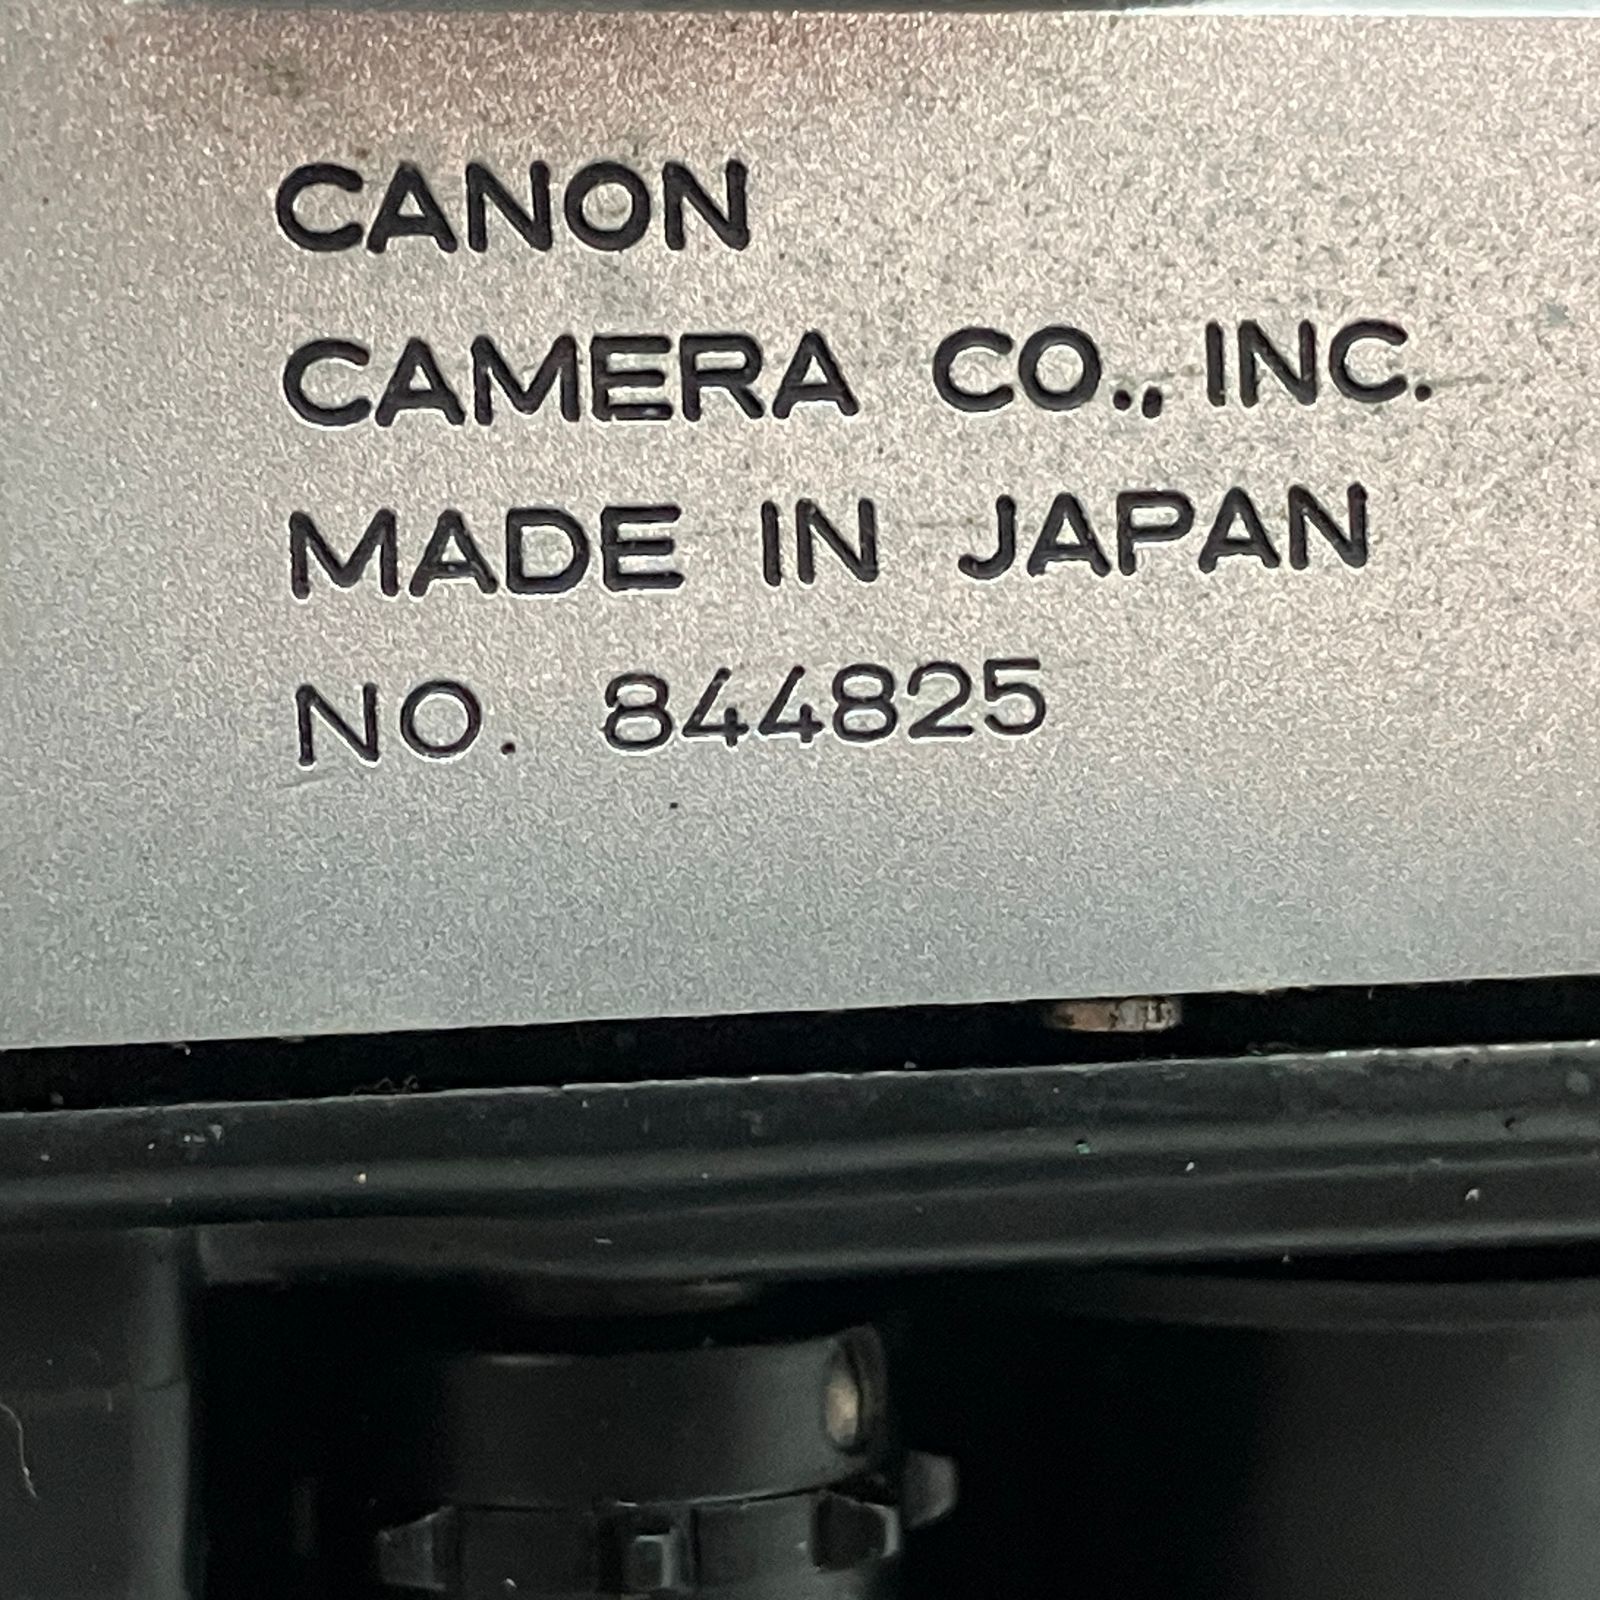 CANON
CAMERA CO., INC.
MADE IN JAPAN
NO. 844825